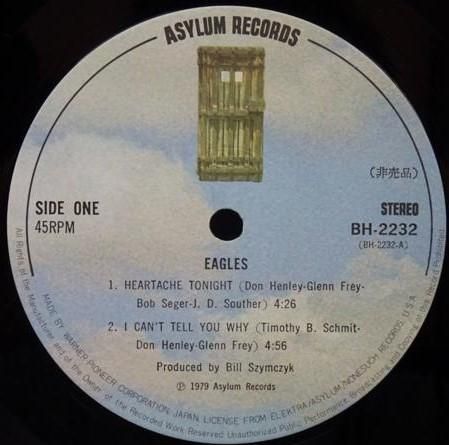 ASYLUM RECORDS
(非売品)
SIDE ONE
45RPM
STEREO
BH-2232
(BH-2232-A)
EAGLES
1. HEARTACHE TONIGHT (Don Henley-Glenn Frey-
Bob Seger-J. D. Souther) 4:26
2. I CAN'T TELL YOU WHY (Timothy B. Schmit-
Don Henley-Glenn Frey) 4:56
Produced by Bill Szymczyk
℗ 1979 Asylum Records
MADE BY WARNER-PIONEER CORPORATION, JAPAN, LICENSE FROM ELEKTRA/ASYLUM/NONESUCH RECORDS, U.S.A.
All Rights of the Manufacturer and of the Owner of the Recorded Work Reserved Unauthorized Public Performance, Broadcasting and Copying of this Record Prohibited